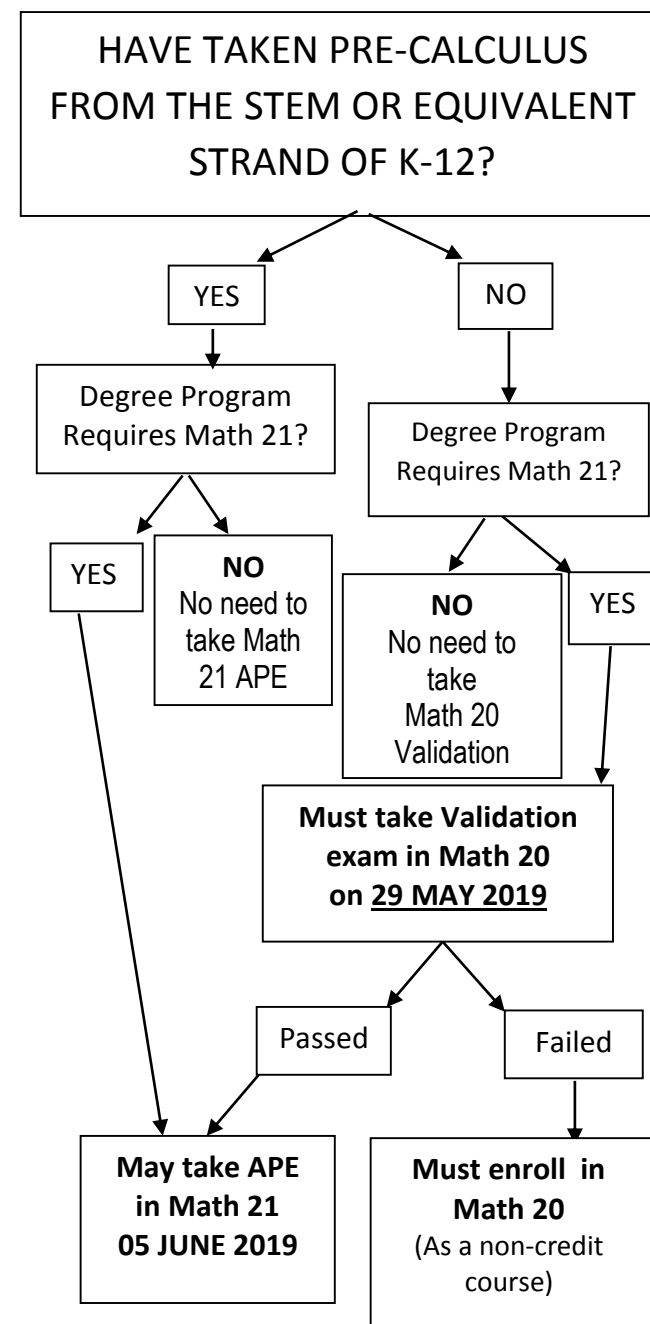 HAVE TAKEN PRE-CALCULUS
FROM THE STEM OR EQUIVALENT
STRAND OF K-12?
YES
NO
Degree Program
Requires Math 21?
Degree Program
Requires Math 21?
YES
NO
No need to
take Math
21 APE
NO
No need to
take
Math 20
Validation
YES
Must take Validation
exam in Math 20
on 29 MAY 2019
Passed
Failed
May take APE
in Math 21
05 JUNE 2019
Must enroll in
Math 20
(As a non-credit
course)